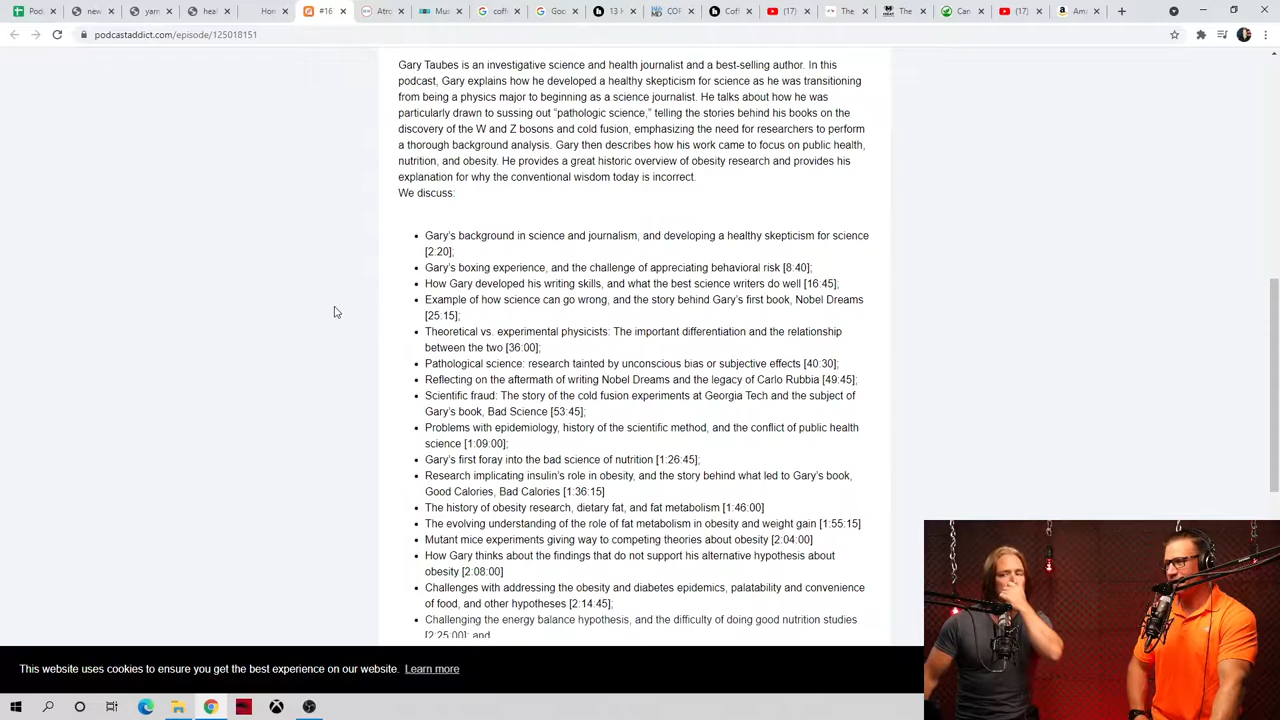 Pod
new
yarn
heal
Hom
#16
Atro
Mus
coff
Goo
13 H
COF
Coff
(17)
The
The
Can
(17)
Ama
podcastaddict.com/episode/125018151
Gary Taubes is an investigative science and health journalist and a best-selling author. In this
podcast, Gary explains how he developed a healthy skepticism for science as he was transitioning
from being a physics major to beginning as a science journalist. He talks about how he was
particularly drawn to sussing out “pathologic science,” telling the stories behind his books on the
discovery of the W and Z bosons and cold fusion, emphasizing the need for researchers to perform
a thorough background analysis. Gary then describes how his work came to focus on public health,
nutrition, and obesity. He provides a great historic overview of obesity research and provides his
explanation for why the conventional wisdom today is incorrect.
We discuss:
Gary’s background in science and journalism, and developing a healthy skepticism for science
[2:20];
Gary’s boxing experience, and the challenge of appreciating behavioral risk [8:40];
How Gary developed his writing skills, and what the best science writers do well [16:45];
Example of how science can go wrong, and the story behind Gary’s first book, Nobel Dreams
[25:15];
Theoretical vs. experimental physicists: The important differentiation and the relationship
between the two [36:00];
Pathological science: research tainted by unconscious bias or subjective effects [40:30];
Reflecting on the aftermath of writing Nobel Dreams and the legacy of Carlo Rubbia [49:45];
Scientific fraud: The story of the cold fusion experiments at Georgia Tech and the subject of
Gary’s book, Bad Science [53:45];
Problems with epidemiology, history of the scientific method, and the conflict of public health
science [1:09:00];
Gary’s first foray into the bad science of nutrition [1:26:45];
Research implicating insulin’s role in obesity, and the story behind what led to Gary’s book,
Good Calories, Bad Calories [1:36:15]
The history of obesity research, dietary fat, and fat metabolism [1:46:00]
The evolving understanding of the role of fat metabolism in obesity and weight gain [1:55:15]
Mutant mice experiments giving way to competing theories about obesity [2:04:00]
How Gary thinks about the findings that do not support his alternative hypothesis about
obesity [2:08:00]
Challenges with addressing the obesity and diabetes epidemics, palatability and convenience
of food, and other hypotheses [2:14:45];
Challenging the energy balance hypothesis, and the difficulty of doing good nutrition studies
[2:25:00]; and
This website uses cookies to ensure you get the best experience on our website. Learn more